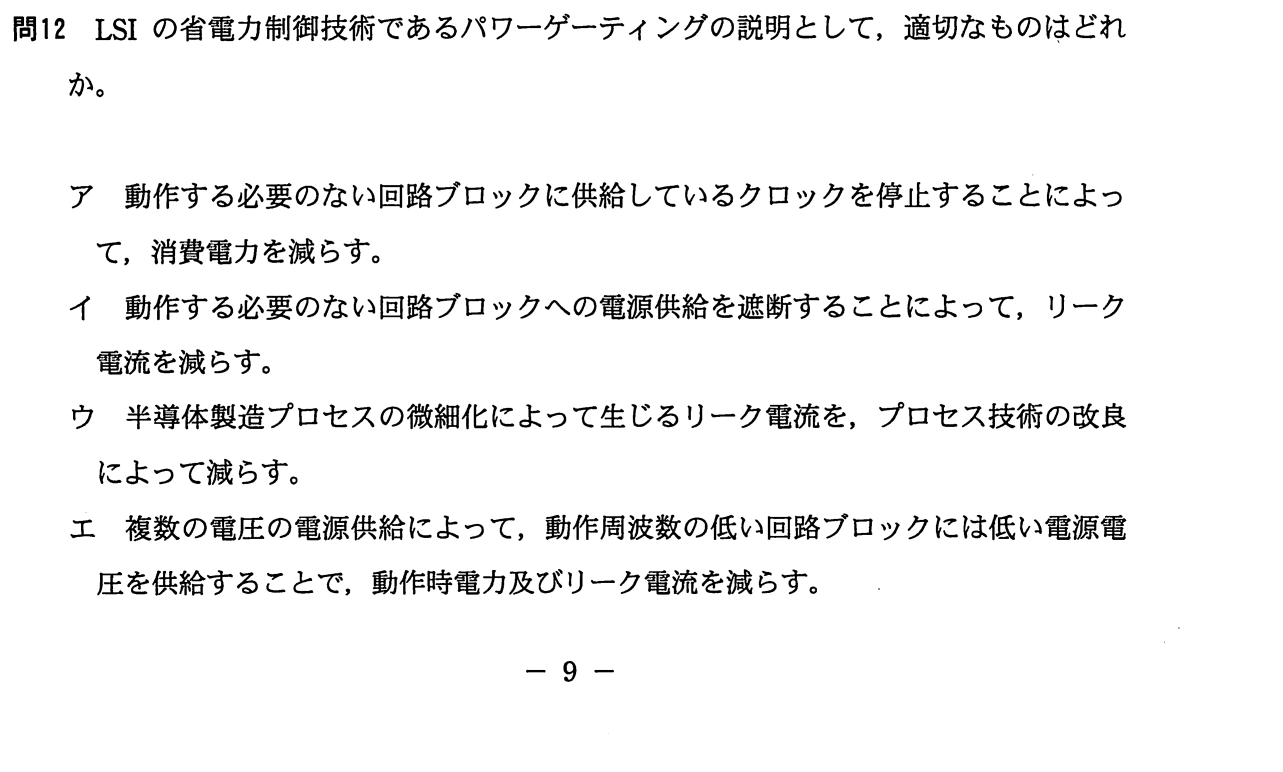 問12 LSI の省電力制御技術であるパワーゲーティングの説明として，適切なものはどれ
か。
ア 動作する必要のない回路ブロックに供給しているクロックを停止することによっ
て，消費電力を減らす。
イ 動作する必要のない回路ブロックへの電源供給を遮断することによって，リーク
電流を減らす。
ウ 半導体製造プロセスの微細化によって生じるリーク電流を，プロセス技術の改良
によって減らす。
エ 複数の電圧の電源供給によって，動作周波数の低い回路ブロックには低い電源電
圧を供給することで，動作時電力及びリーク電流を減らす。
－ 9 －